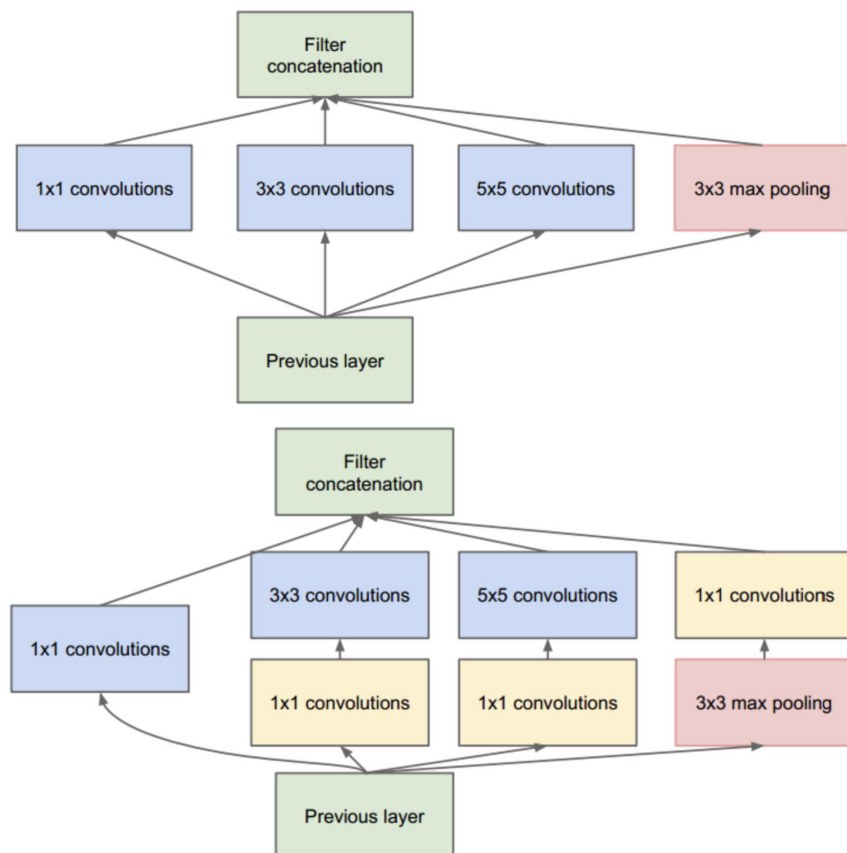 Filter
concatenation
1x1 convolutions
3x3 convolutions
5x5 convolutions
3x3 max pooling
Previous layer
Filter
concatenation
3x3 convolutions
5x5 convolutions
1x1 convolutions
1x1 convolutions
1x1 convolutions
1x1 convolutions
3x3 max pooling
Previous layer